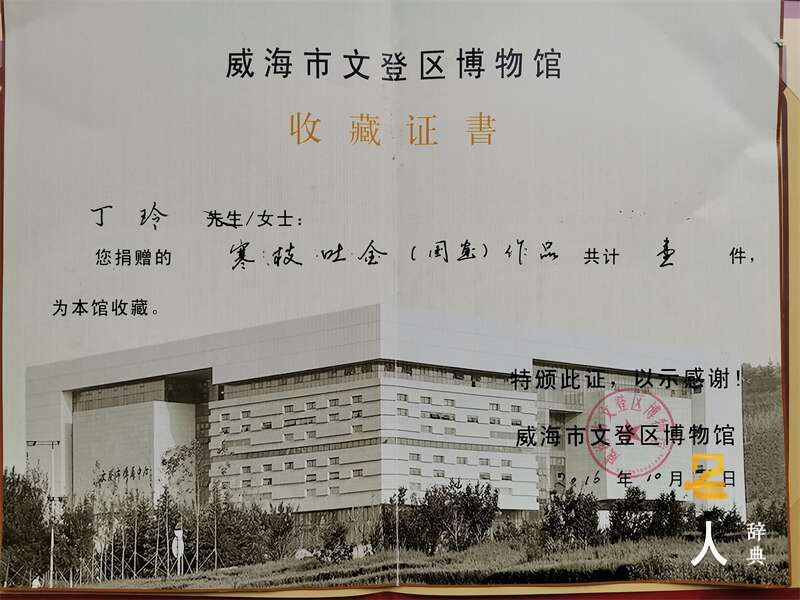 威海市文登区博物馆
收藏证書
丁玲 先生/女士：
您捐赠的 寒枝吐金(国画)作品 共计 壹 件，
为本馆收藏。
特颁此证，以示感谢！
威海市文登区博物馆
2016 年 10 月 日
名人辞典